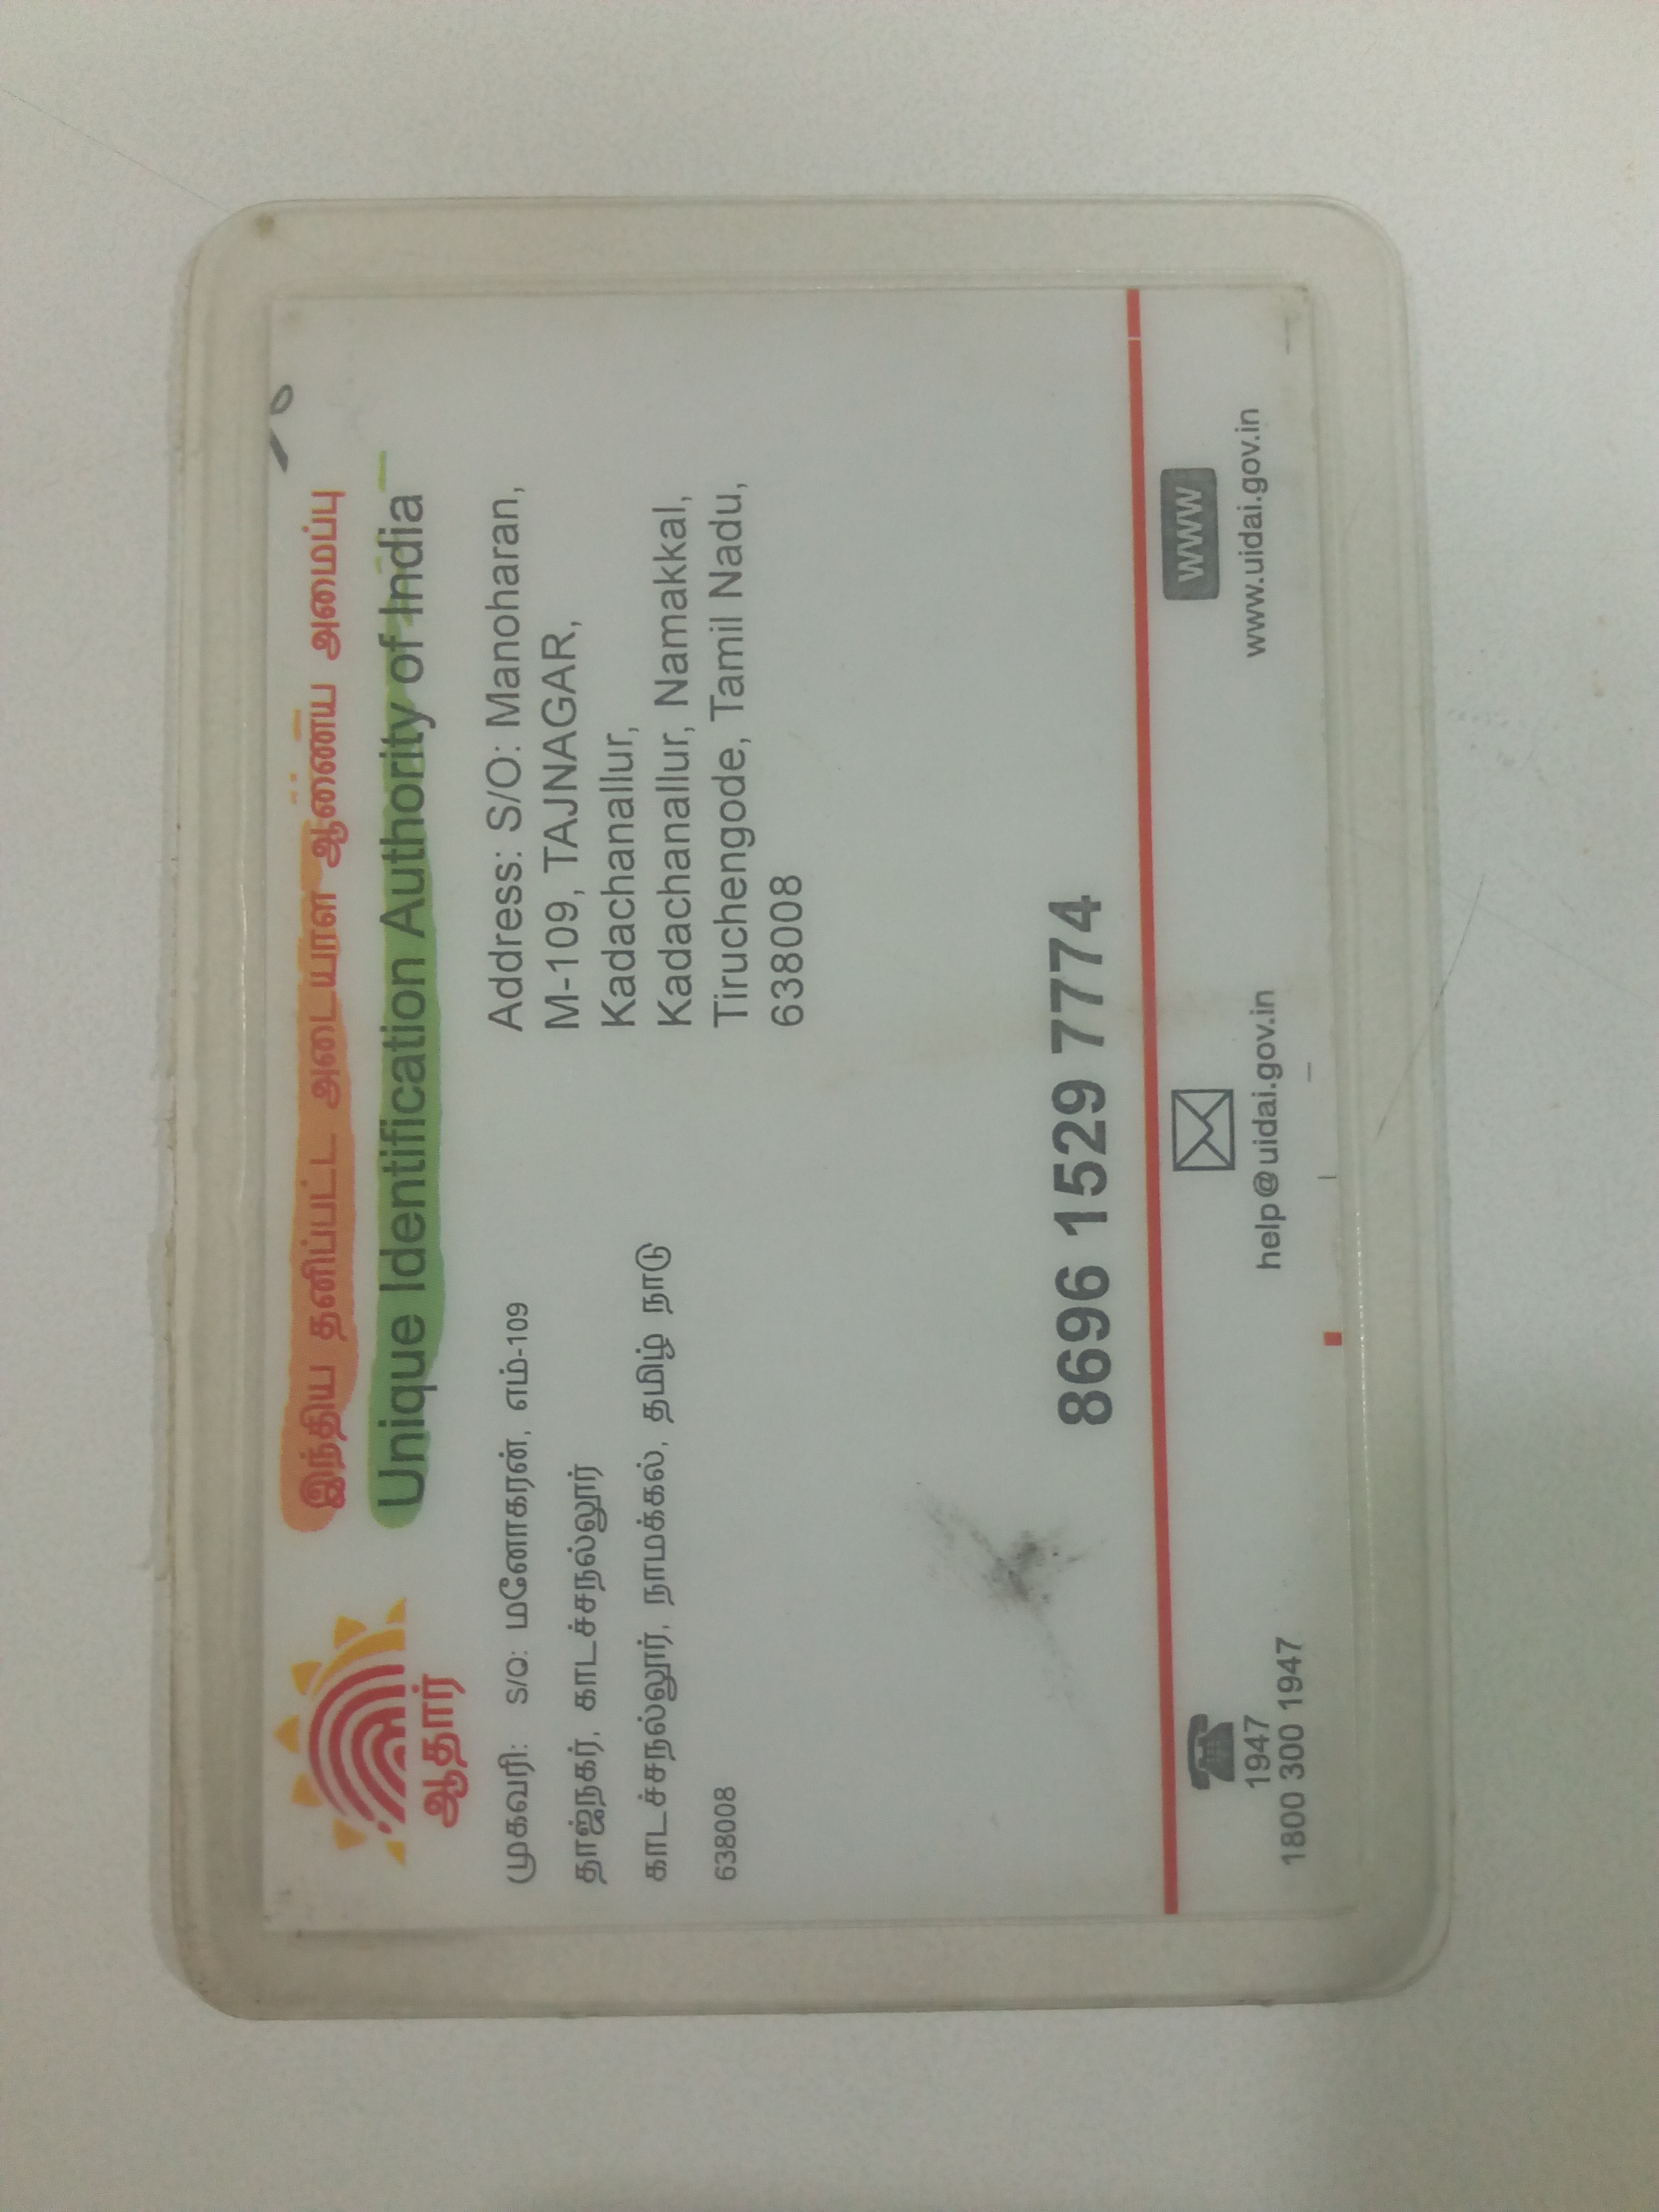 இந்திய தனிப்பட்ட அடையாள ஆணைய அமைப்பு
Unique Identification Authority of India
ஆதார்
முகவரி: S/O: மனோகரன், எம்-109
தாஜ்நகர், காடச்சநல்லூர்
காடச்சநல்லூர், நாமக்கல், தமிழ் நாடு
638008
Address: S/O: Manoharan,
M-109, TAJNAGAR,
Kadachanallur,
Kadachanallur, Namakkal,
Tiruchengode, Tamil Nadu,
638008
8696 1529 7774
1947
1800 300 1947
help@uidai.gov.in
WWW
www.uidai.gov.in